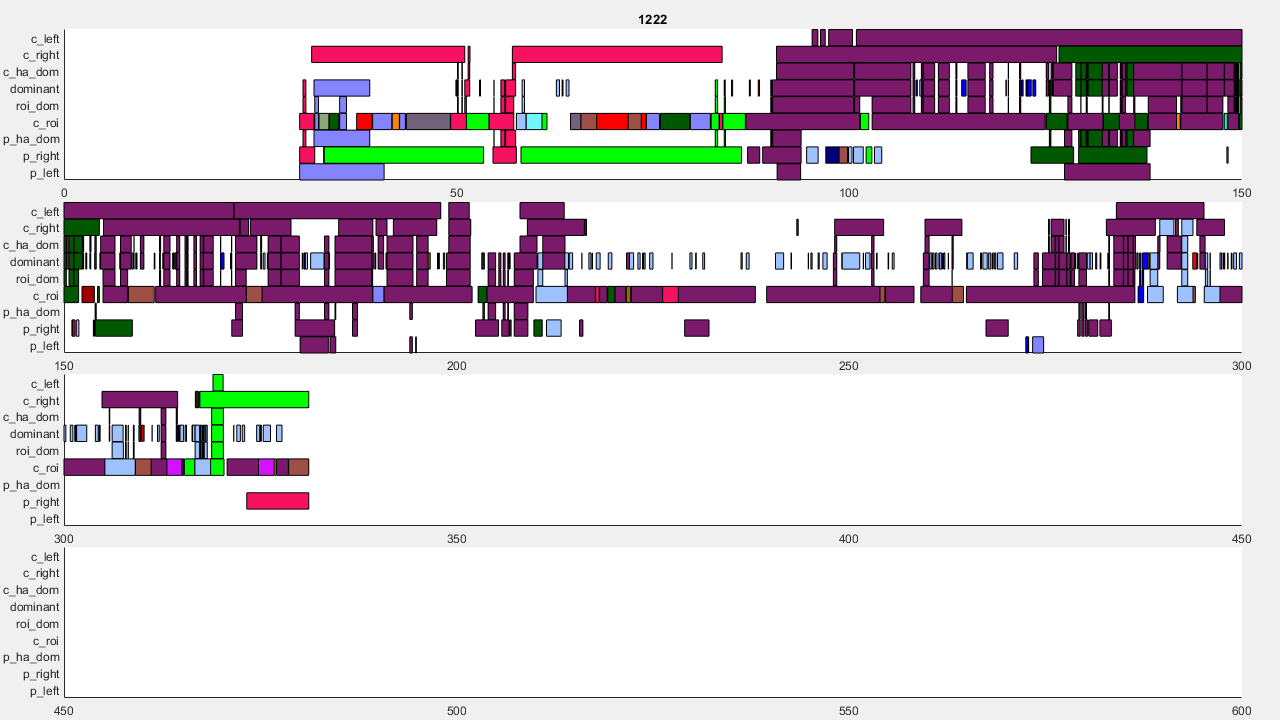 1222
c_left
c_right
c_ha_dom
dominant
roi_dom
c_roi
p_ha_dom
p_right
p_left
0 50 100 150
c_left
c_right
c_ha_dom
dominant
roi_dom
c_roi
p_ha_dom
p_right
p_left
150 200 250 300
c_left
c_right
c_ha_dom
dominant
roi_dom
c_roi
p_ha_dom
p_right
p_left
300 350 400 450
c_left
c_right
c_ha_dom
dominant
roi_dom
c_roi
p_ha_dom
p_right
p_left
450 500 550 600